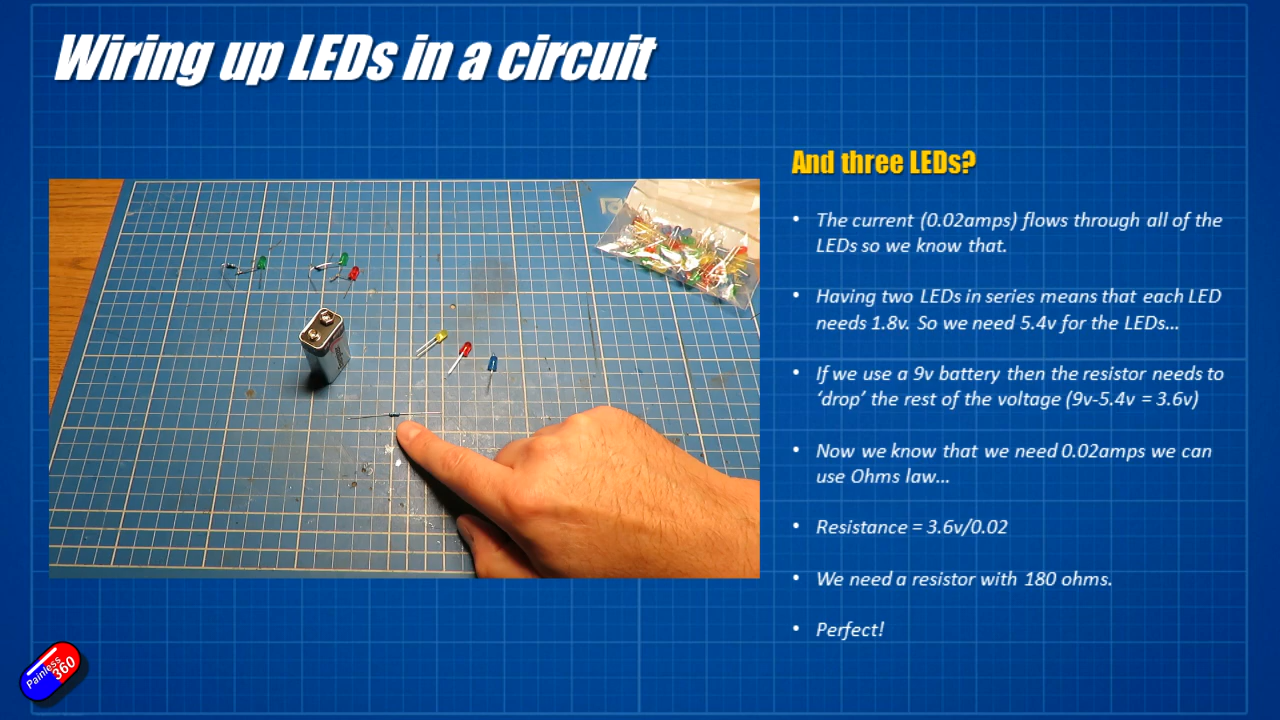 Wiring up LEDs in a circuit
And three LEDs?
• The current (0.02amps) flows through all of the
LEDs so we know that.
• Having two LEDs in series means that each LED
needs 1.8v. So we need 5.4v for the LEDs...
• If we use a 9v battery then the resistor needs to
‘drop’ the rest of the voltage (9v-5.4v = 3.6v)
• Now we know that we need 0.02amps we can
use Ohms law...
• Resistance = 3.6v/0.02
• We need a resistor with 180 ohms.
• Perfect!
Painless
360